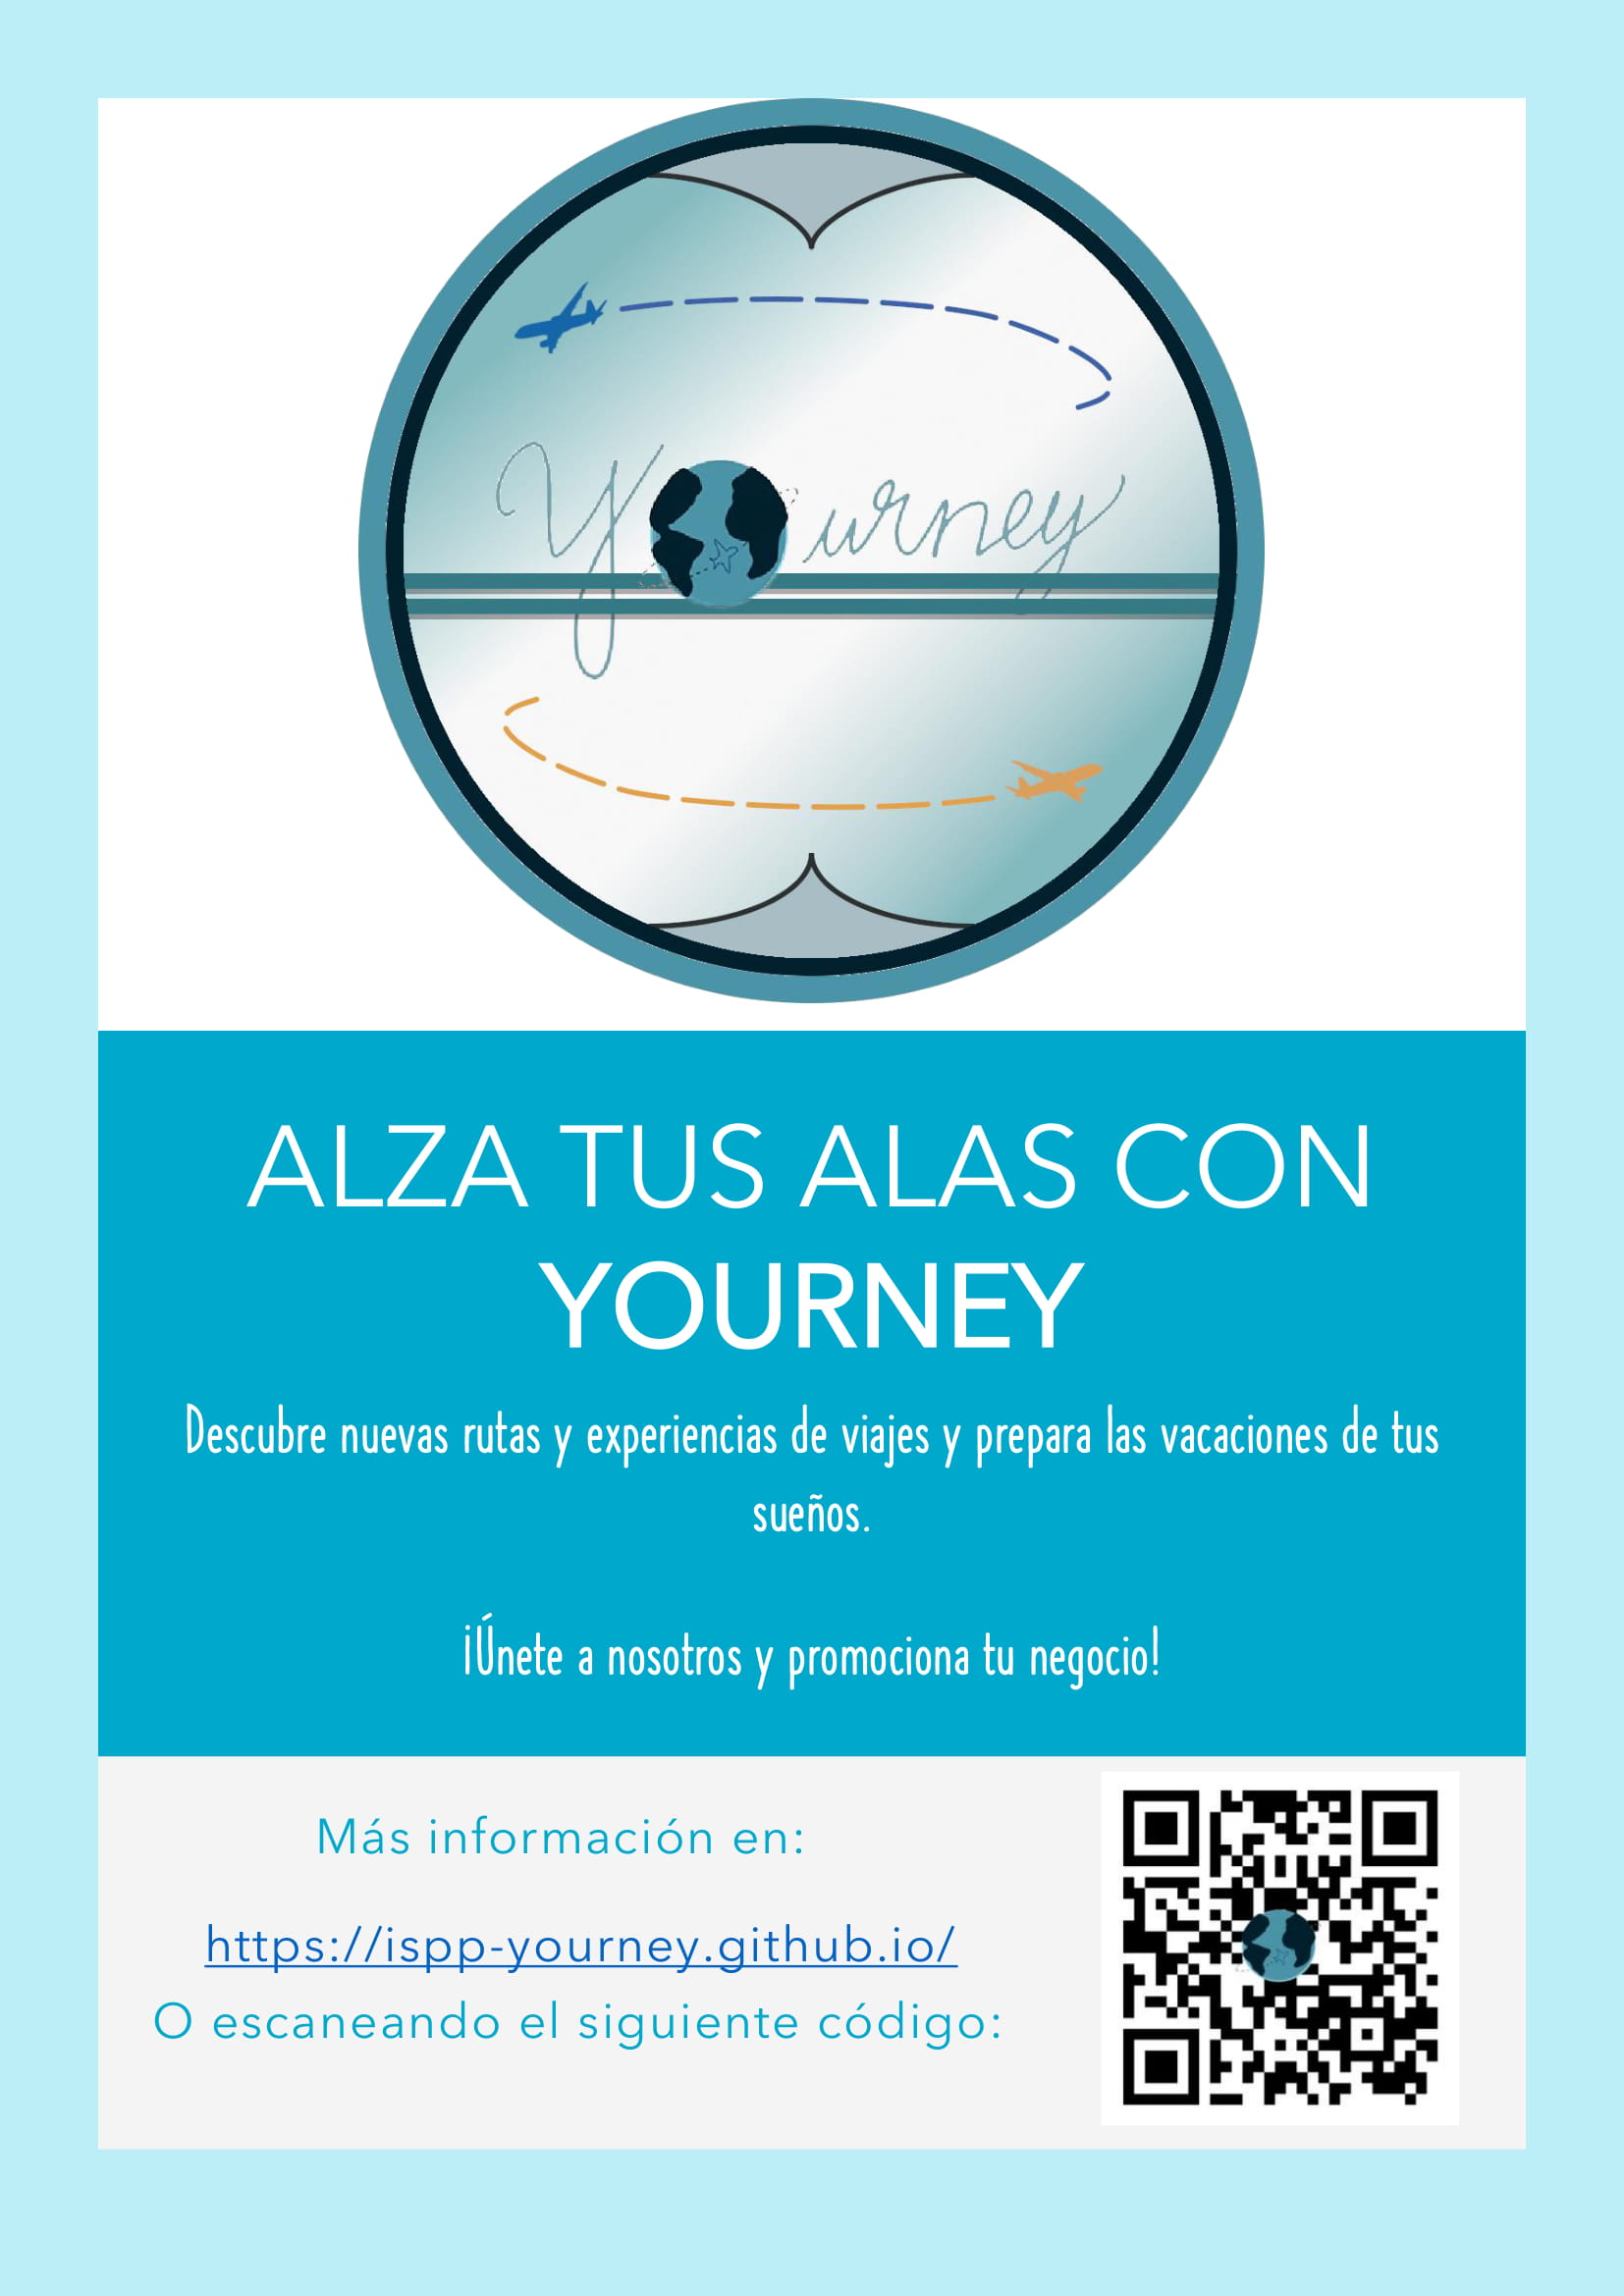 Yourney
ALZA TUS ALAS CON
YOURNEY
Descubre nuevas rutas y experiencias de viajes y prepara las vacaciones de tus
sueños.
¡Únete a nosotros y promociona tu negocio!
Más información en:
https://ispp-yourney.github.io/
O escaneando el siguiente código: